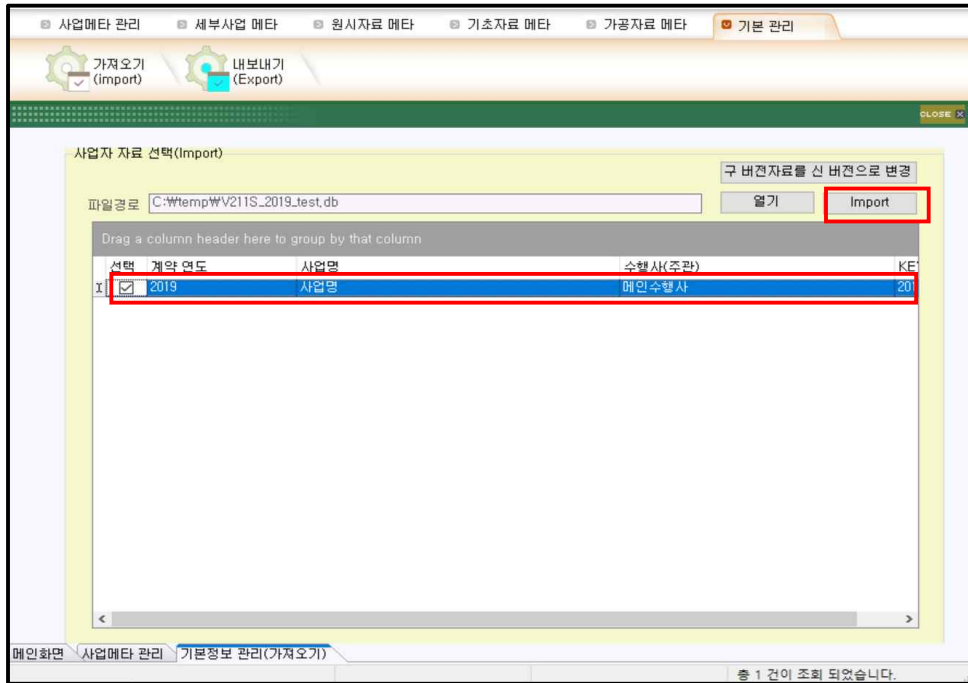 사업메타 관리 세부사업 메타 원시자료 메타 기초자료 메타 가공자료 메타 기본 관리
가져오기 내보내기
(import) (Export)
CLOSE
사업자 자료 선택(Import)
구 버전자료를 신 버전으로 변경
파일경로 C:₩temp₩V211S_2019_test.db 열기 Import
Drag a column header here to group by that column
선택 계약 연도 사업명 수행사(주관) KEY
2019 사업명 메인수행사 201
메인화면 사업메타 관리 기본정보 관리(가져오기)
총 1 건이 조회 되었습니다.